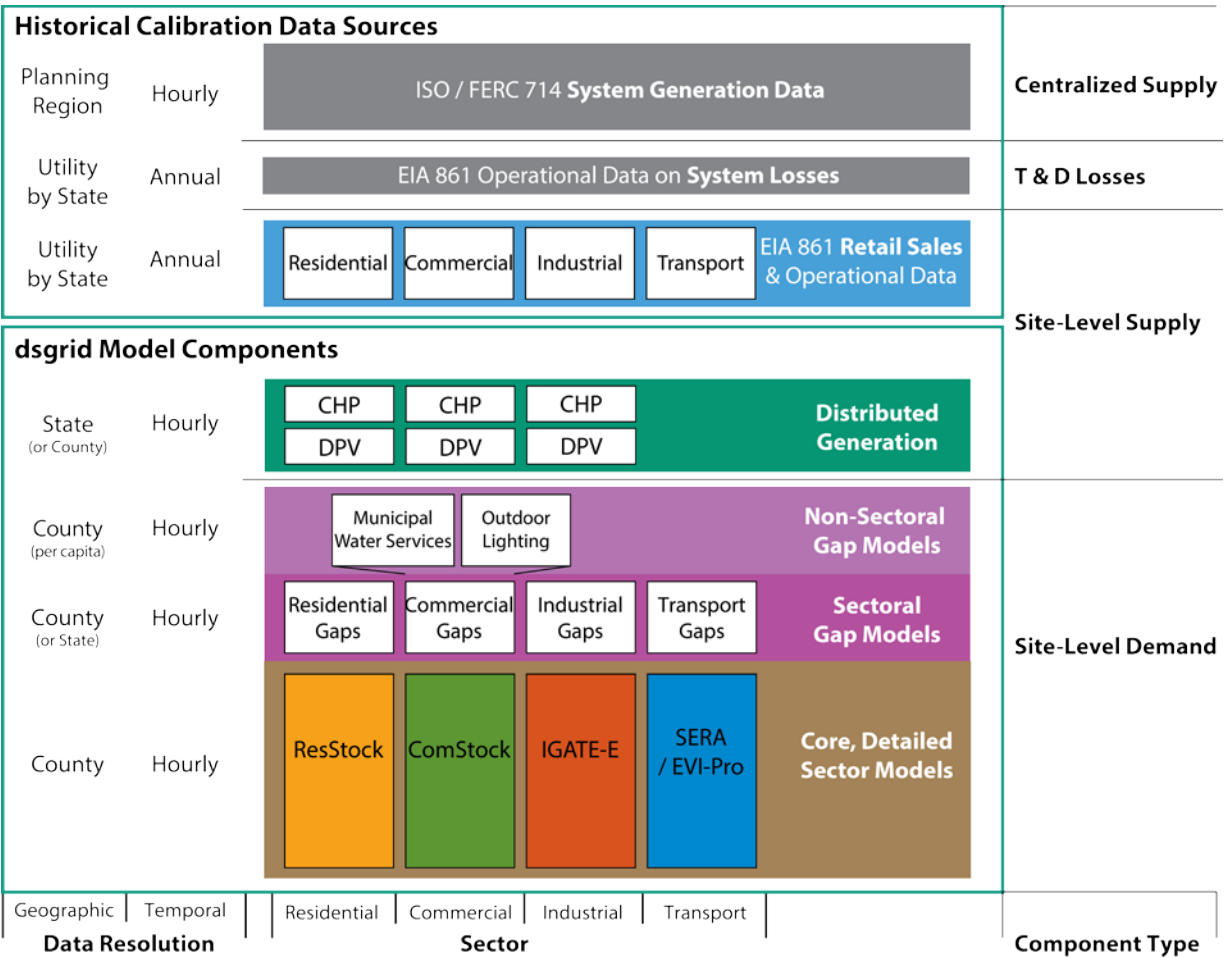 Historical Calibration Data Sources
Planning
Region
Hourly
ISO / FERC 714 System Generation Data
Centralized Supply
Utility
by State
Annual
EIA 861 Operational Data on System Losses
T & D Losses
Utility
by State
Annual
Residential
Commercial
Industrial
Transport
EIA 861 Retail Sales
& Operational Data
Site-Level Supply
dsgrid Model Components
State
(or County)
Hourly
CHP
CHP
CHP
DPV
DPV
DPV
Distributed
Generation
County
(per capita)
Hourly
Municipal
Water Services
Outdoor
Lighting
Non-Sectoral
Gap Models
County
(or State)
Hourly
Residential
Gaps
Commercial
Gaps
Industrial
Gaps
Transport
Gaps
Sectoral
Gap Models
Site-Level Demand
County
Hourly
ResStock
ComStock
IGATE-E
SERA
/ EVI-Pro
Core, Detailed
Sector Models
Geographic
Temporal
Residential
Commercial
Industrial
Transport
Data Resolution
Sector
Component Type